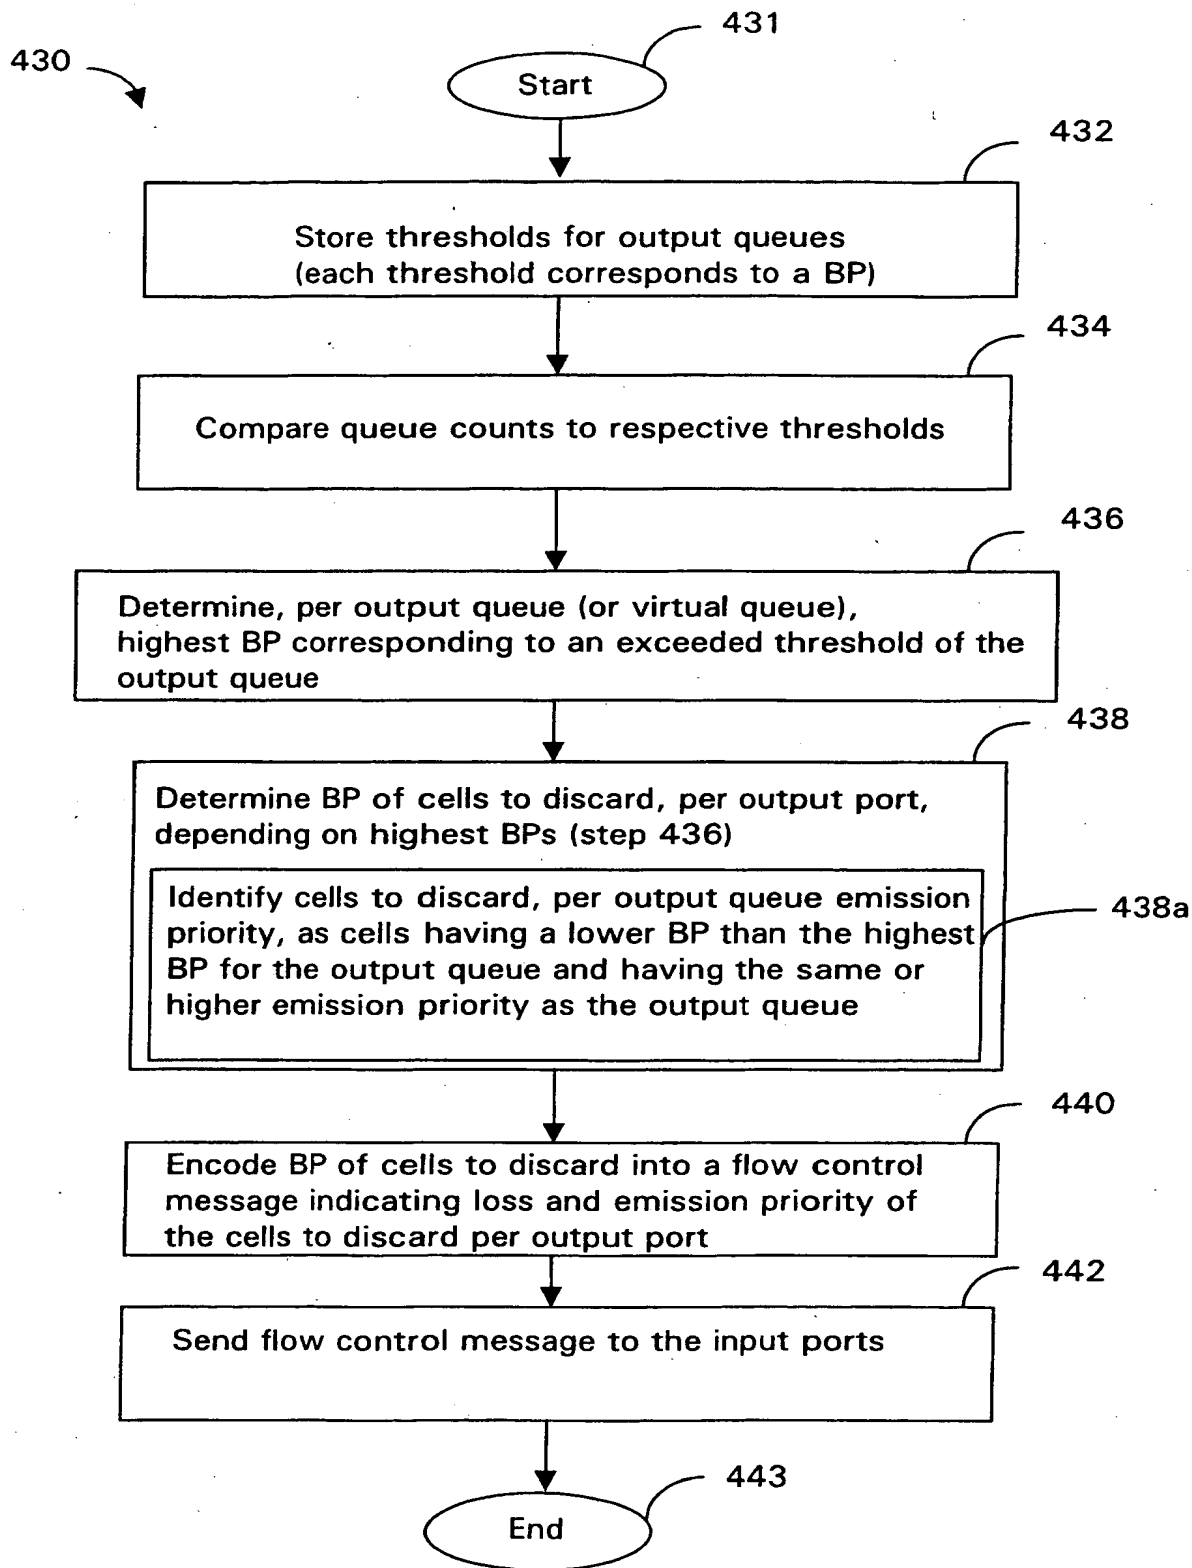 431
430
Start
432
Store thresholds for output queues
(each threshold corresponds to a BP)
434
Compare queue counts to respective thresholds
436
Determine, per output queue (or virtual queue),
highest BP corresponding to an exceeded threshold of the
output queue
438
Determine BP of cells to discard, per output port,
depending on highest BPs (step 436)
Identify cells to discard, per output queue emission
priority, as cells having a lower BP than the highest
BP for the output queue and having the same or
higher emission priority as the output queue
438a
440
Encode BP of cells to discard into a flow control
message indicating loss and emission priority of
the cells to discard per output port
442
Send flow control message to the input ports
443
End